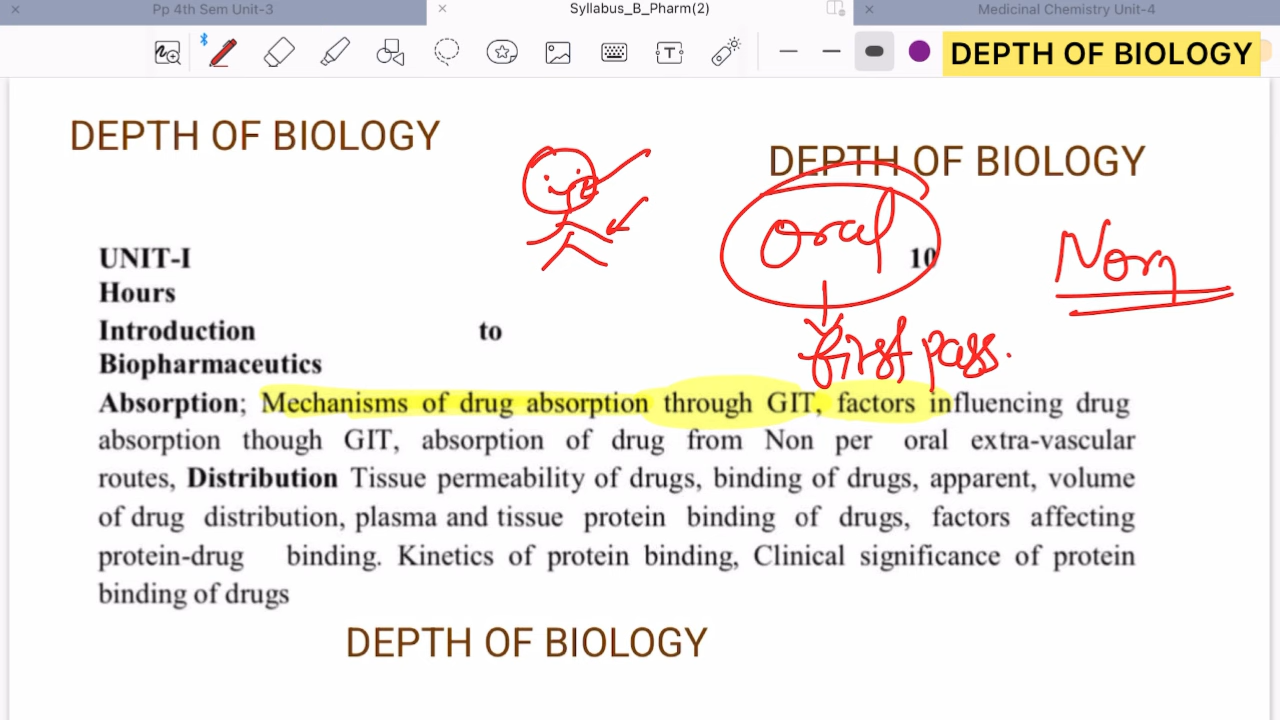 Pp 4th Sem Unit-3
Syllabus_B_Pharm(2)
Medicinal Chemistry Unit-4
DEPTH OF BIOLOGY
DEPTH OF BIOLOGY
DEPTH OF BIOLOGY
oral
Non
UNIT-I 10
Hours
first pass.
Introduction to
Biopharmaceutics
Absorption; Mechanisms of drug absorption through GIT, factors influencing drug
absorption though GIT, absorption of drug from Non per oral extra-vascular
routes, Distribution Tissue permeability of drugs, binding of drugs, apparent, volume
of drug distribution, plasma and tissue protein binding of drugs, factors affecting
protein-drug binding. Kinetics of protein binding, Clinical significance of protein
binding of drugs
DEPTH OF BIOLOGY